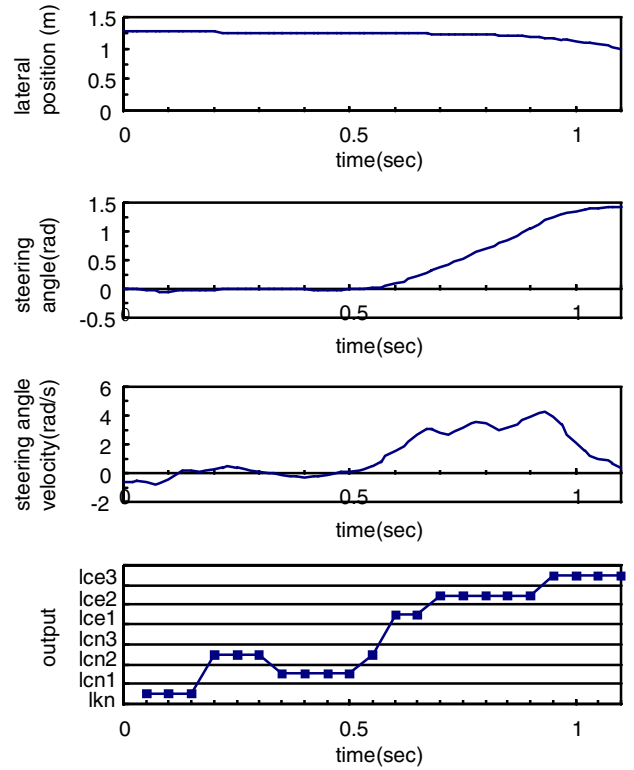 lateral
position (m)
1.5
1
0.5
0
0
0.5
1
time(sec)
steering
angle(rad)
1.5
1
0.5
0
-0.5
0
0.5
1
time(sec)
steering angle
velocity(rad/s)
6
4
2
0
-2
0
0.5
1
time(sec)
output
lce3
lce2
lce1
lcn3
lcn2
lcn1
lkn
0
0.5
1
time(sec)